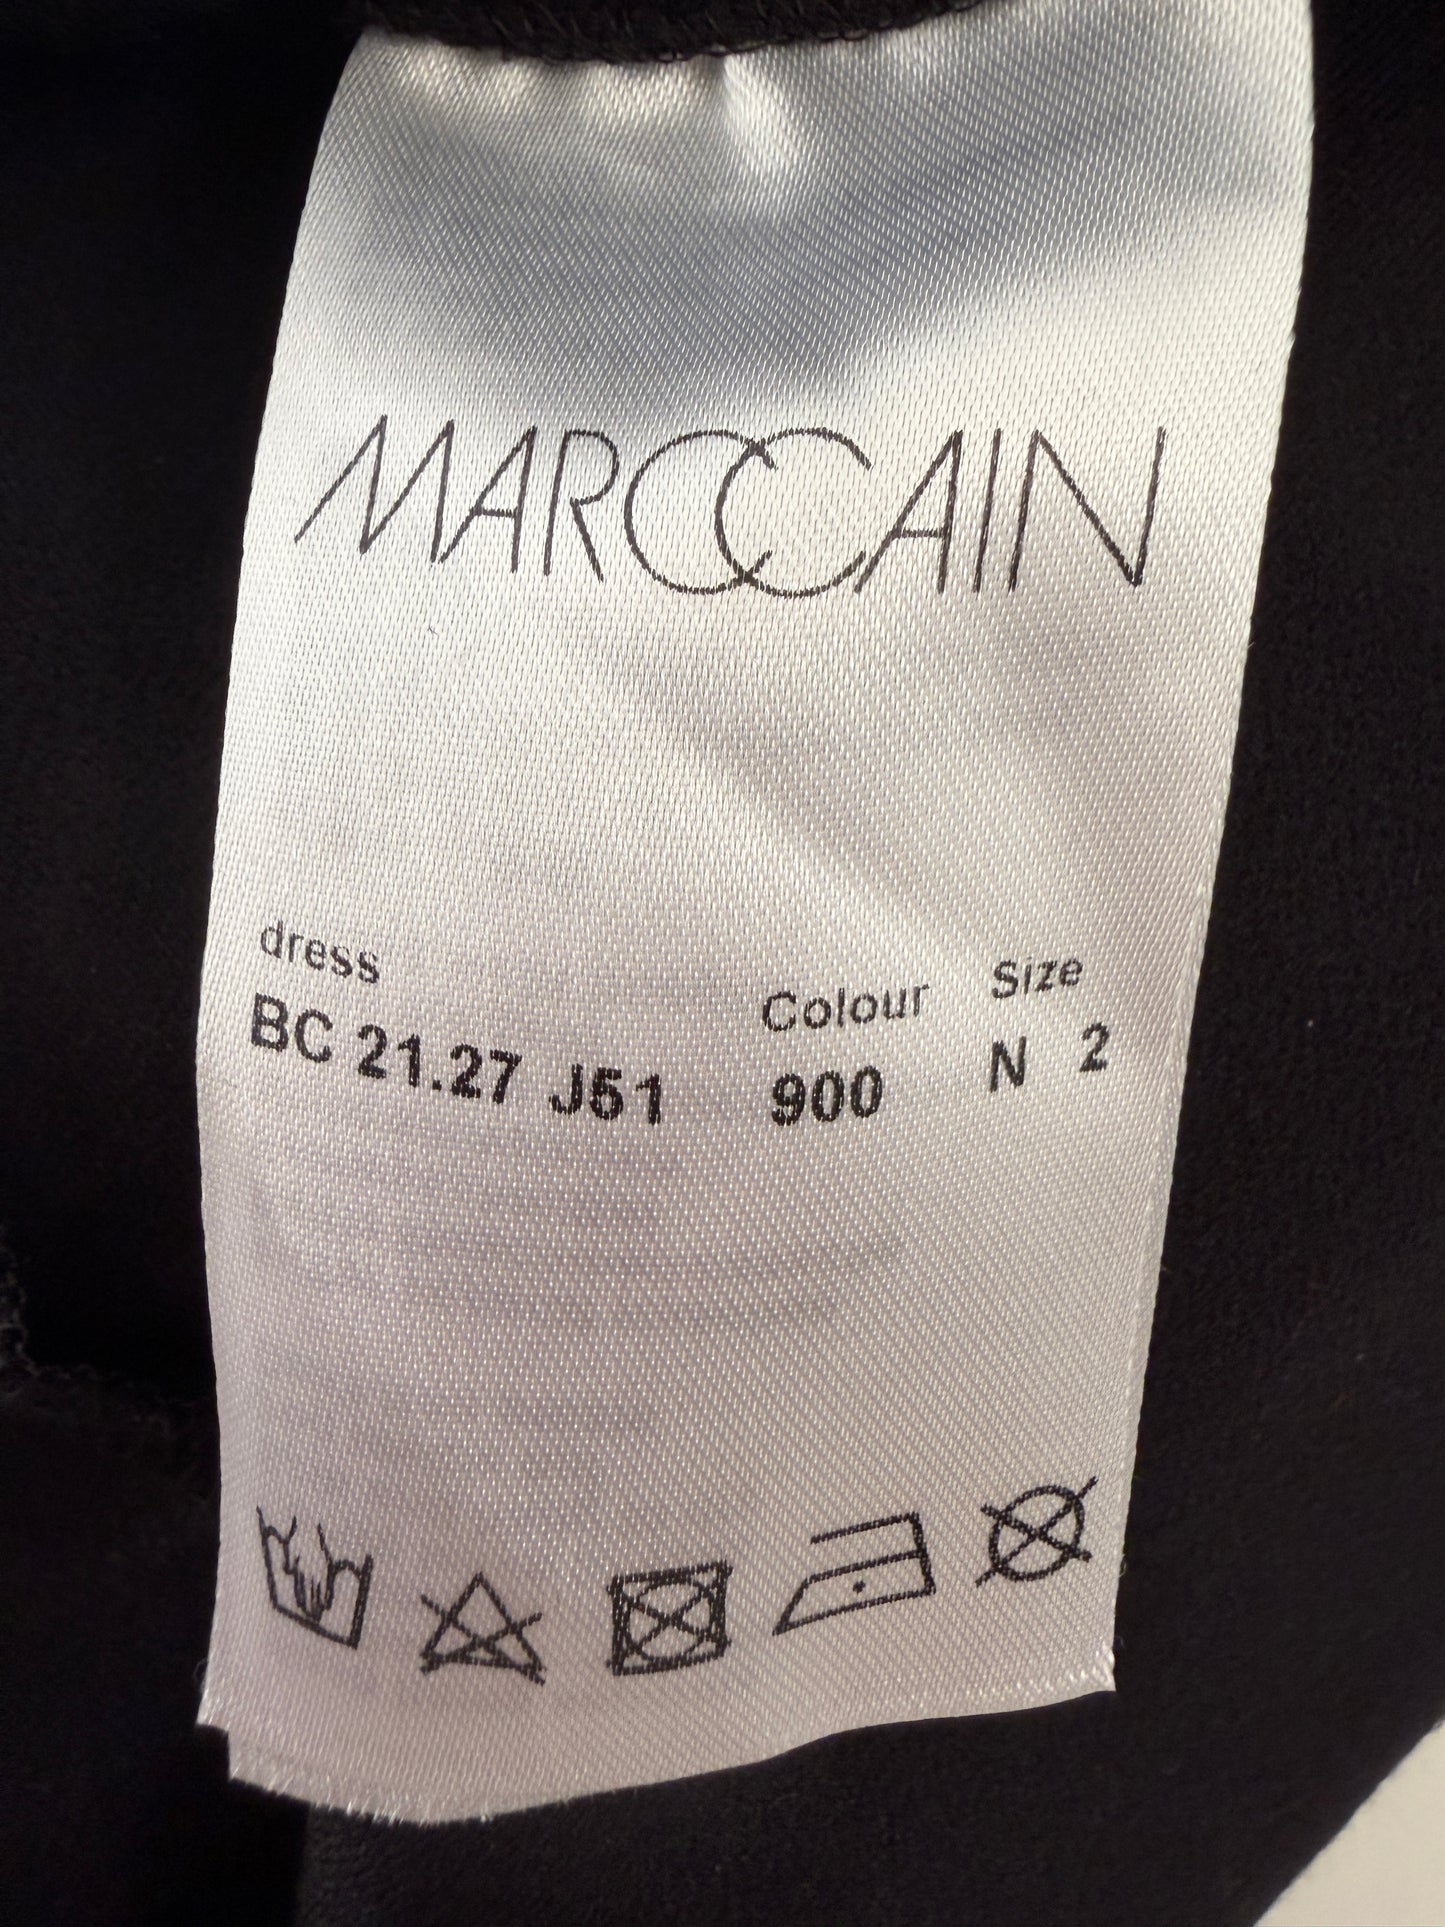 MARCCAIN
dress Colour Size
BC 21.27 J51 900 N 2